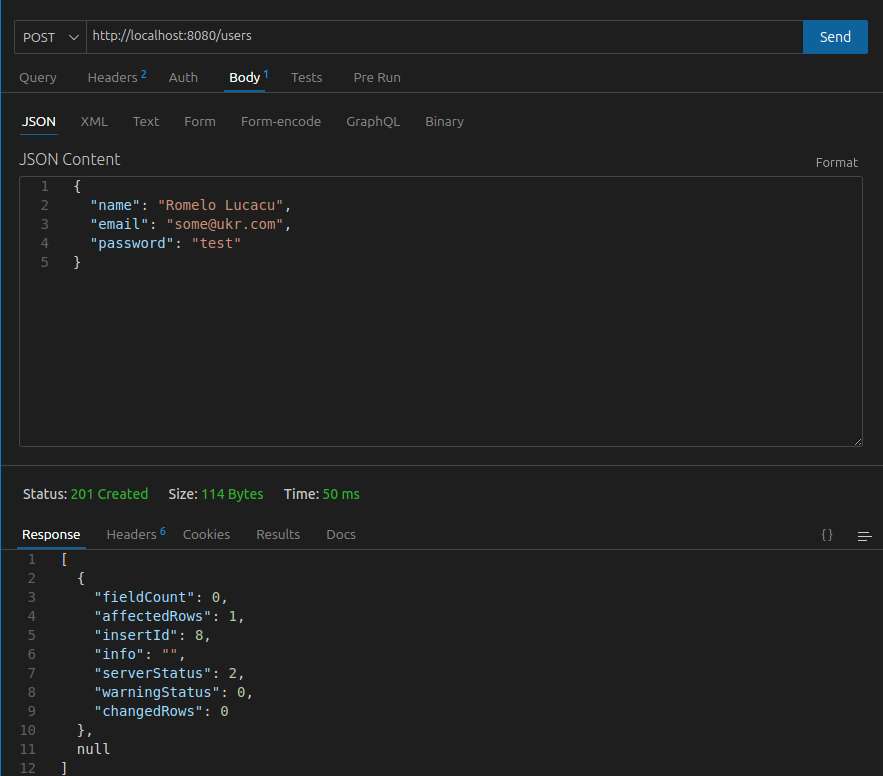 POST http://localhost:8080/users Send
Query Headers 2 Auth Body 1 Tests Pre Run
JSON XML Text Form Form-encode GraphQL Binary
JSON Content Format
1 {
2 "name": "Romelo Lucacu",
3 "email": "some@ukr.com",
4 "password": "test"
5 }
Status: 201 Created Size: 114 Bytes Time: 50 ms
Response Headers 6 Cookies Results Docs {}
1 [
2 {
3 "fieldCount": 0,
4 "affectedRows": 1,
5 "insertId": 8,
6 "info": "",
7 "serverStatus": 2,
8 "warningStatus": 0,
9 "changedRows": 0
10 },
11 null
12 ]